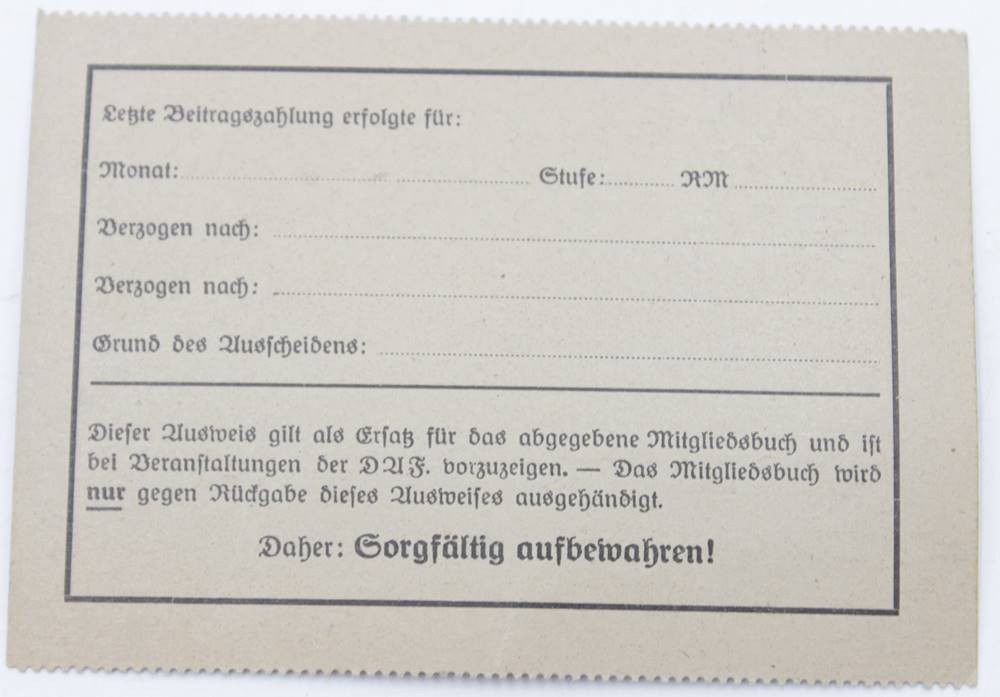 Letzte Beitragszahlung erfolgte für:
Monat: Stufe: RM
Verzogen nach:
Verzogen nach:
Grund des Ausscheidens:
Dieser Ausweis gilt als Ersatz für das abgegebene Mitgliedsbuch und ist
bei Veranstaltungen der DAF. vorzuzeigen. — Das Mitgliedsbuch wird
nur gegen Rückgabe dieses Ausweises ausgehändigt.
Daher: Sorgfältig aufbewahren!